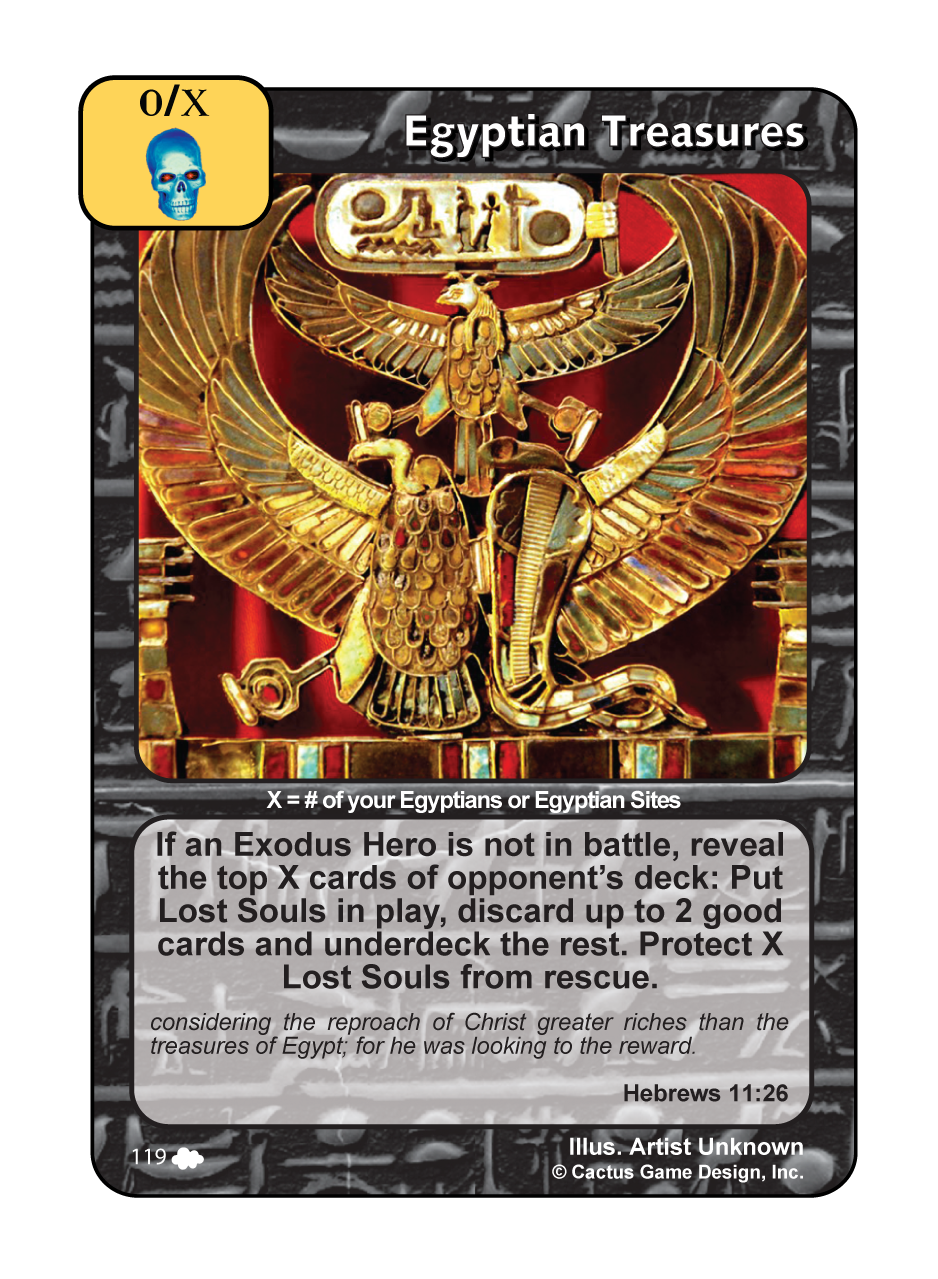 0/X
Egyptian Treasures
X = # of your Egyptians or Egyptian Sites
If an Exodus Hero is not in battle, reveal
the top X cards of opponent's deck: Put
Lost Souls in play, discard up to 2 good
cards and underdeck the rest. Protect X
Lost Souls from rescue.
considering the reproach of Christ greater riches than the
treasures of Egypt; for he was looking to the reward.
Hebrews 11:26
119
Illus. Artist Unknown
© Cactus Game Design, Inc.